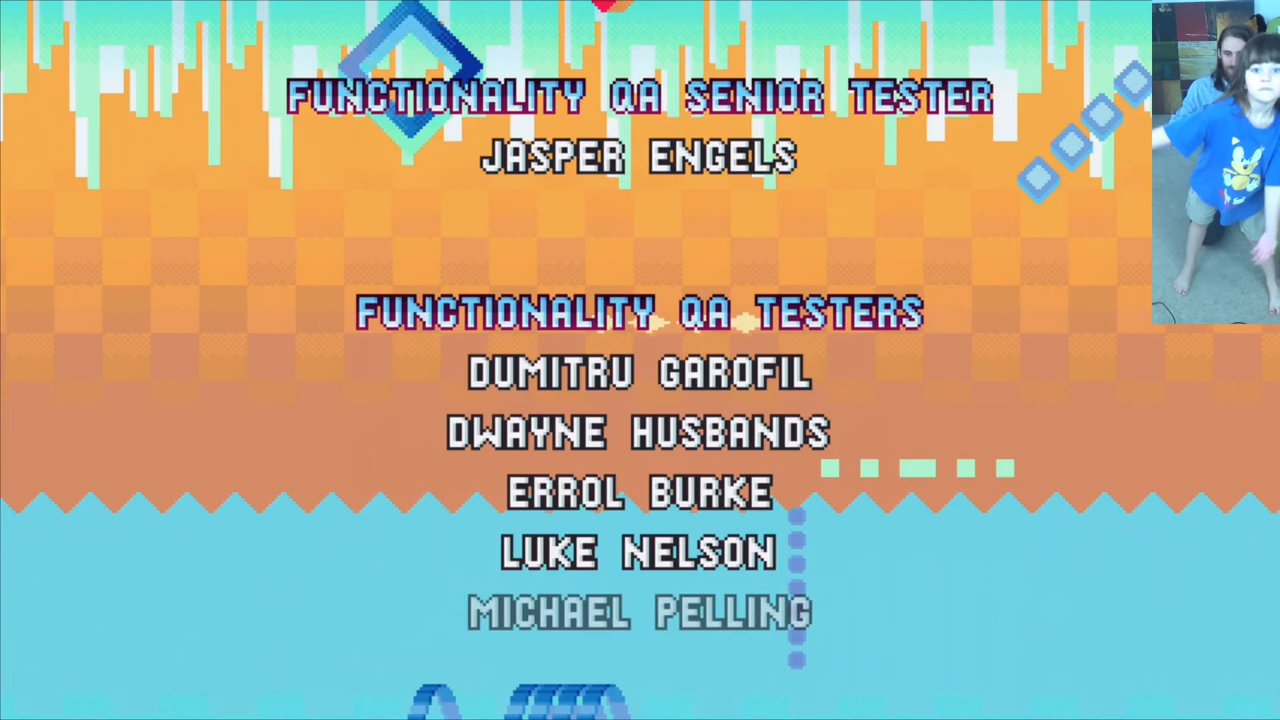 FUNCTIONALITY QA SENIOR TESTER
JASPER ENGELS
FUNCTIONALITY QA TESTERS
DUMITRU GAROFIL
DWAYNE HUSBANDS
ERROL BURKE
LUKE NELSON
MICHAEL PELLING